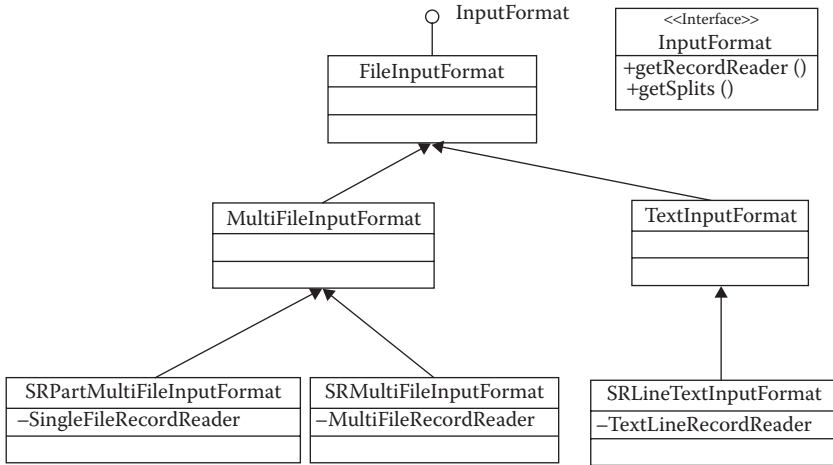 InputFormat
<<Interface>>
InputFormat
+getRecordReader ()
+getSplits ()
FileInputFormat
MultiFileInputFormat
TextInputFormat
SRPartMultiFileInputFormat
–SingleFileRecordReader
SRMultiFileInputFormat
–MultiFileRecordReader
SRLineTextInputFormat
–TextLineRecordReader